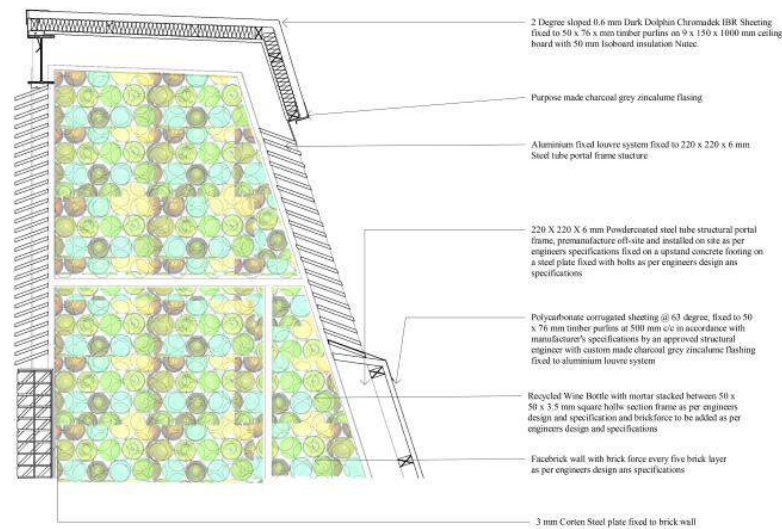 2 Degree sloped 0.6 mm Dark Dolphin Chromadek IBR Sheeting
fixed to 50 x 76 x mm timber purlins on 9 x 150 x 1000 mm ceiling
board with 50 mm Isoboard insulation Nutec.
Purpose made charcoal grey zincalume flasing
Aluminium fixed louvre system fixed to 220 x 220 x 6 mm
Steel tube portal frame stucture
220 X 220 X 6 mm Powdercoated steel tube structural portal
frame, premanufacture off-site and installed on site as per
engineers specifications fixed on a upstand concrete footing on
a steel plate fixed with bolts as per engineers design ans
specifications
Polycarbonate corrugated sheeting @ 63 degree, fixed to 50
x 76 mm timber purlins at 500 mm c/c in accordance with
manufacturer's specifications by an approved structural
engineer with custom made charcoal grey zincalume flashing
fixed to aluminium louvre system
Recycled Wine Bottle with mortar stacked between 50 x
50 x 3.5 mm square hollw section frame as per engineers
design and specification and brickforce to be added as per
engineers design and specifications
Facebrick wall with brick force every five brick layer
as per engineers design ans specifications
3 mm Corten Steel plate fixed to brick wall